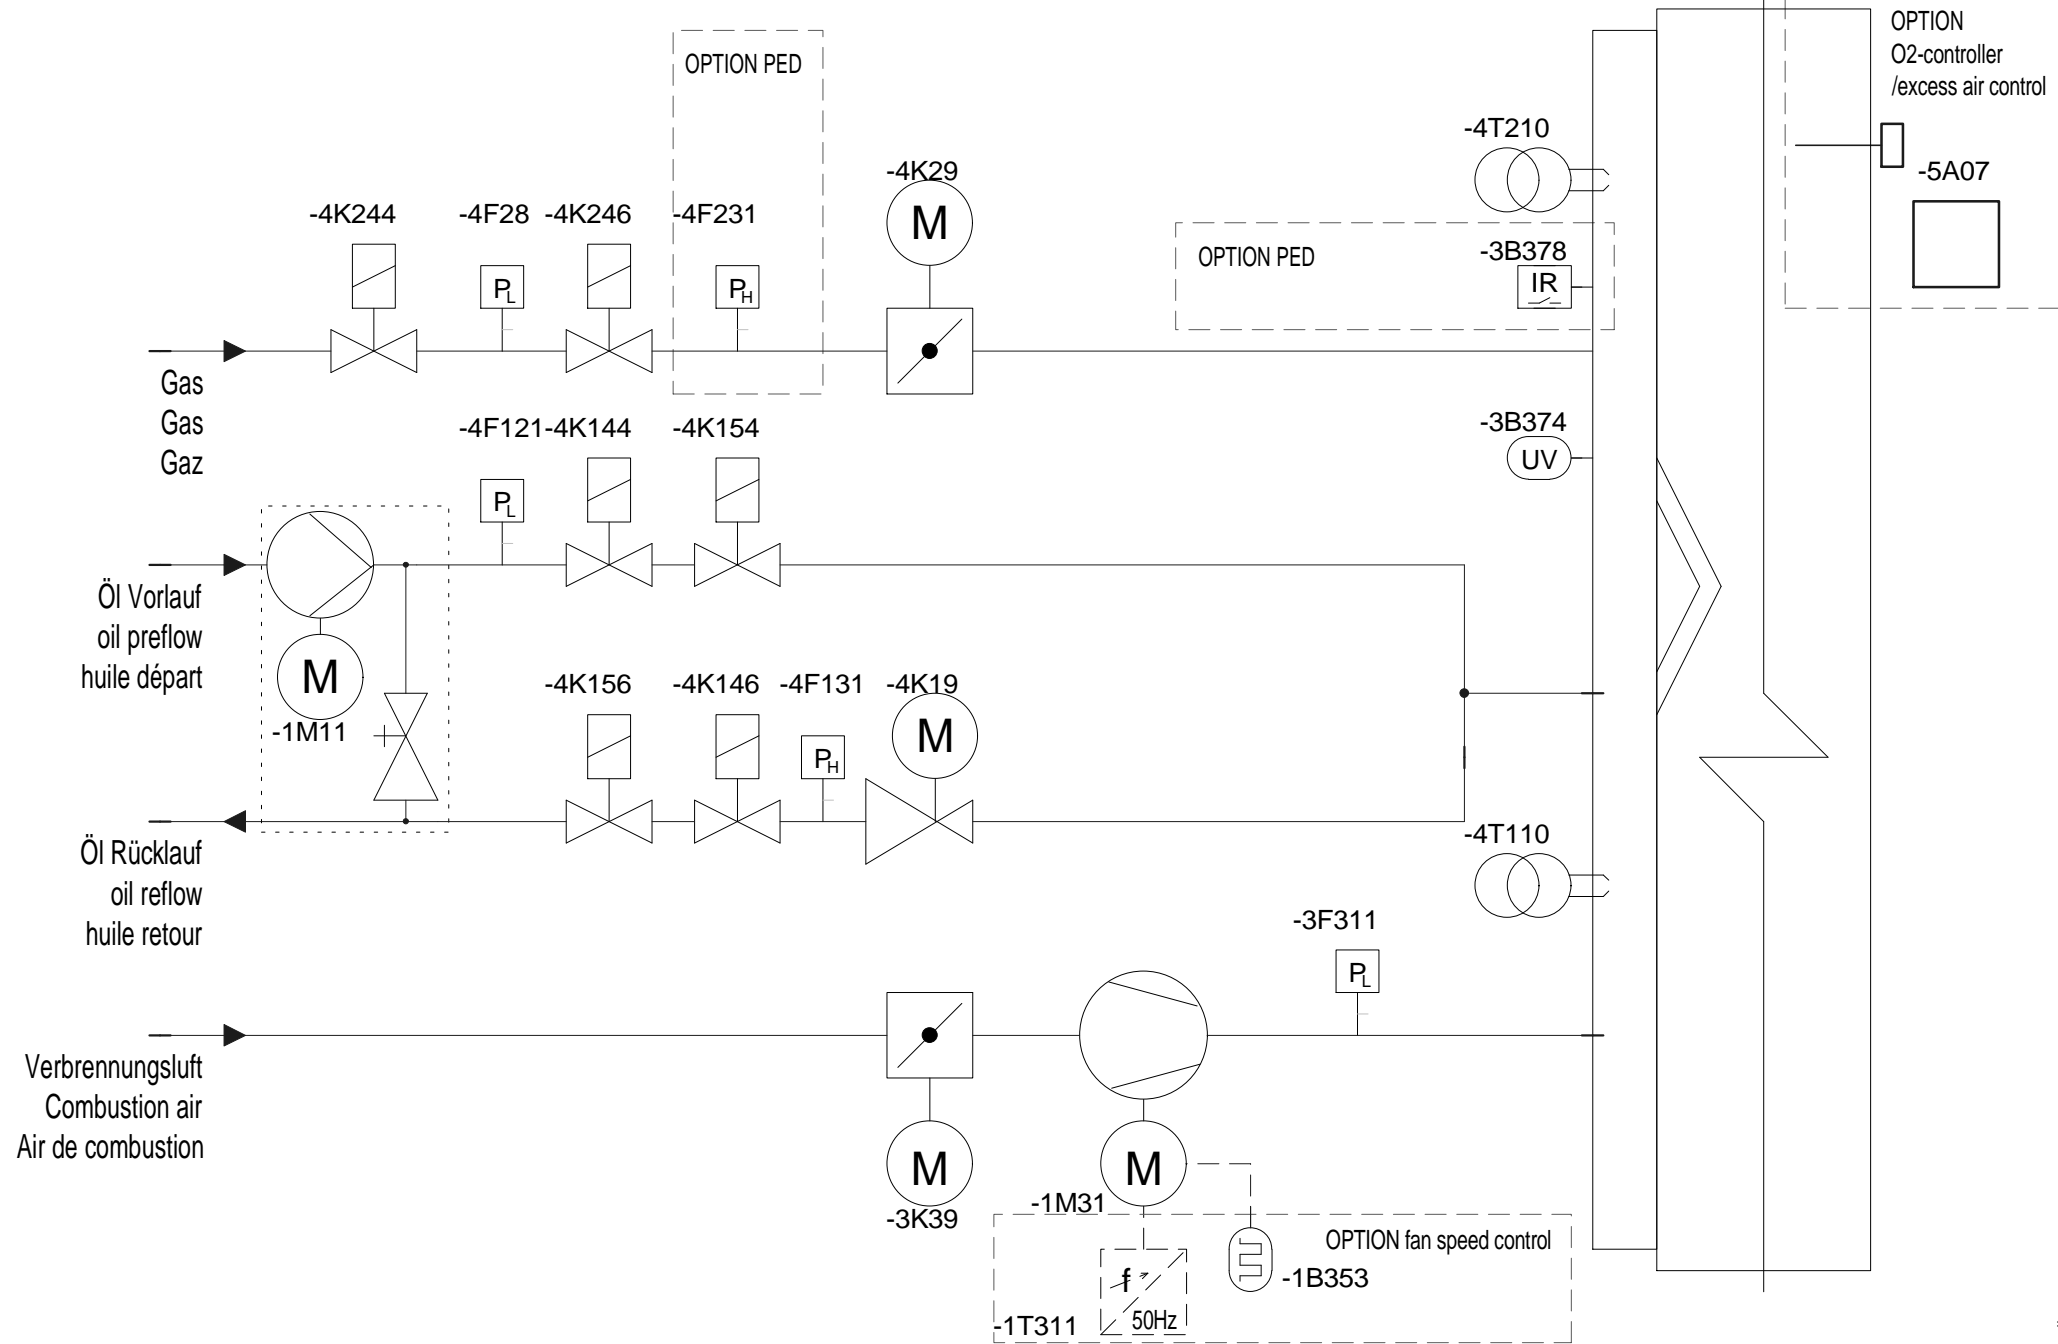 OPTION
O2-controller
/excess air control
OPTION PED
-4T210
-4K29
-5A07
-4K244
-4F28
-4K246
-4F231
M
OPTION PED
-3B378
PL
PH
IR
Gas
Gas
Gaz
-4F121
-4K144
-4K154
-3B374
UV
PL
Öl Vorlauf
oil preflow
huile départ
M
-1M11
-4K156
-4K146
-4F131
-4K19
M
PH
-4T110
Öl Rücklauf
oil reflow
huile retour
-3F311
PL
Verbrennungsluft
Combustion air
Air de combustion
M
M
-1M31
-3K39
OPTION fan speed control
-1B353
f
50Hz
-1T311